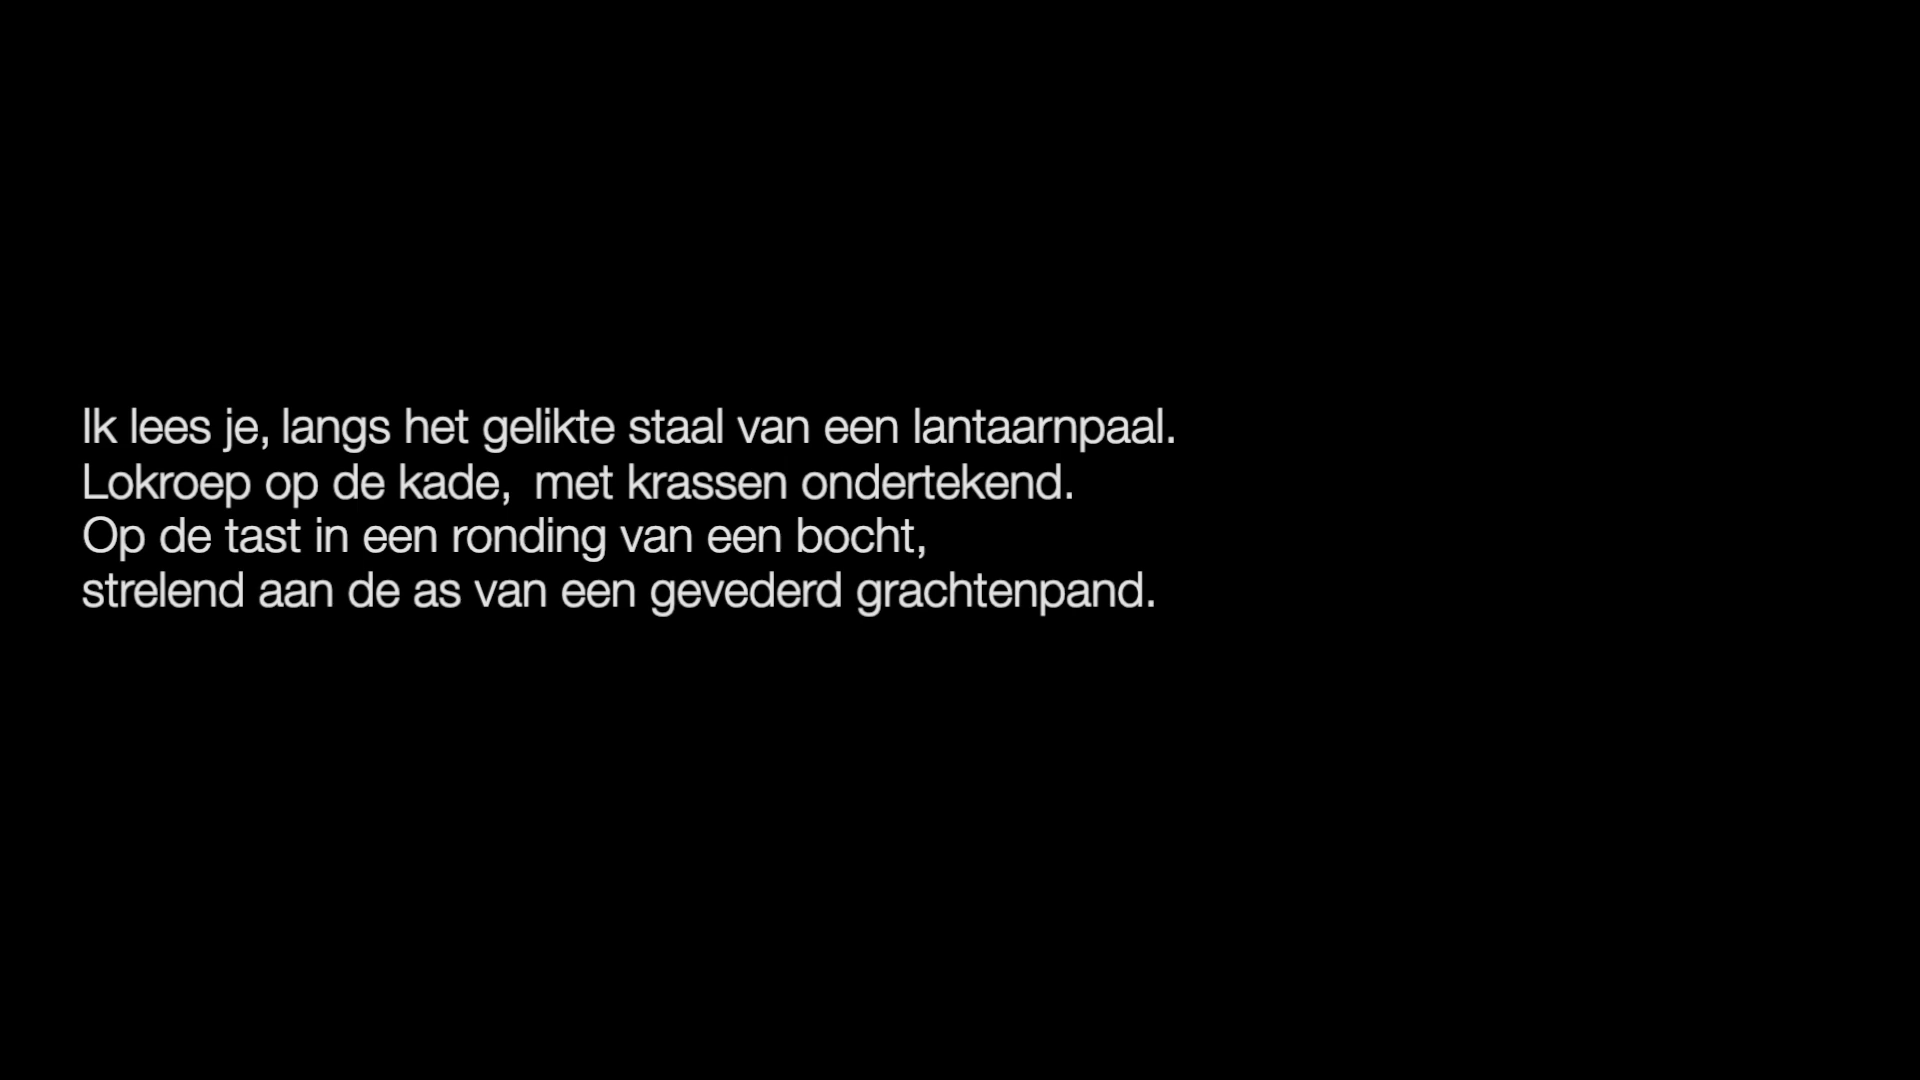 Ik lees je, langs het gelikte staal van een lantaarnpaal.
Lokroep op de kade,  met krassen ondertekend.
Op de tast in een ronding van een bocht,
strelend aan de as van een gevederd grachtenpand.